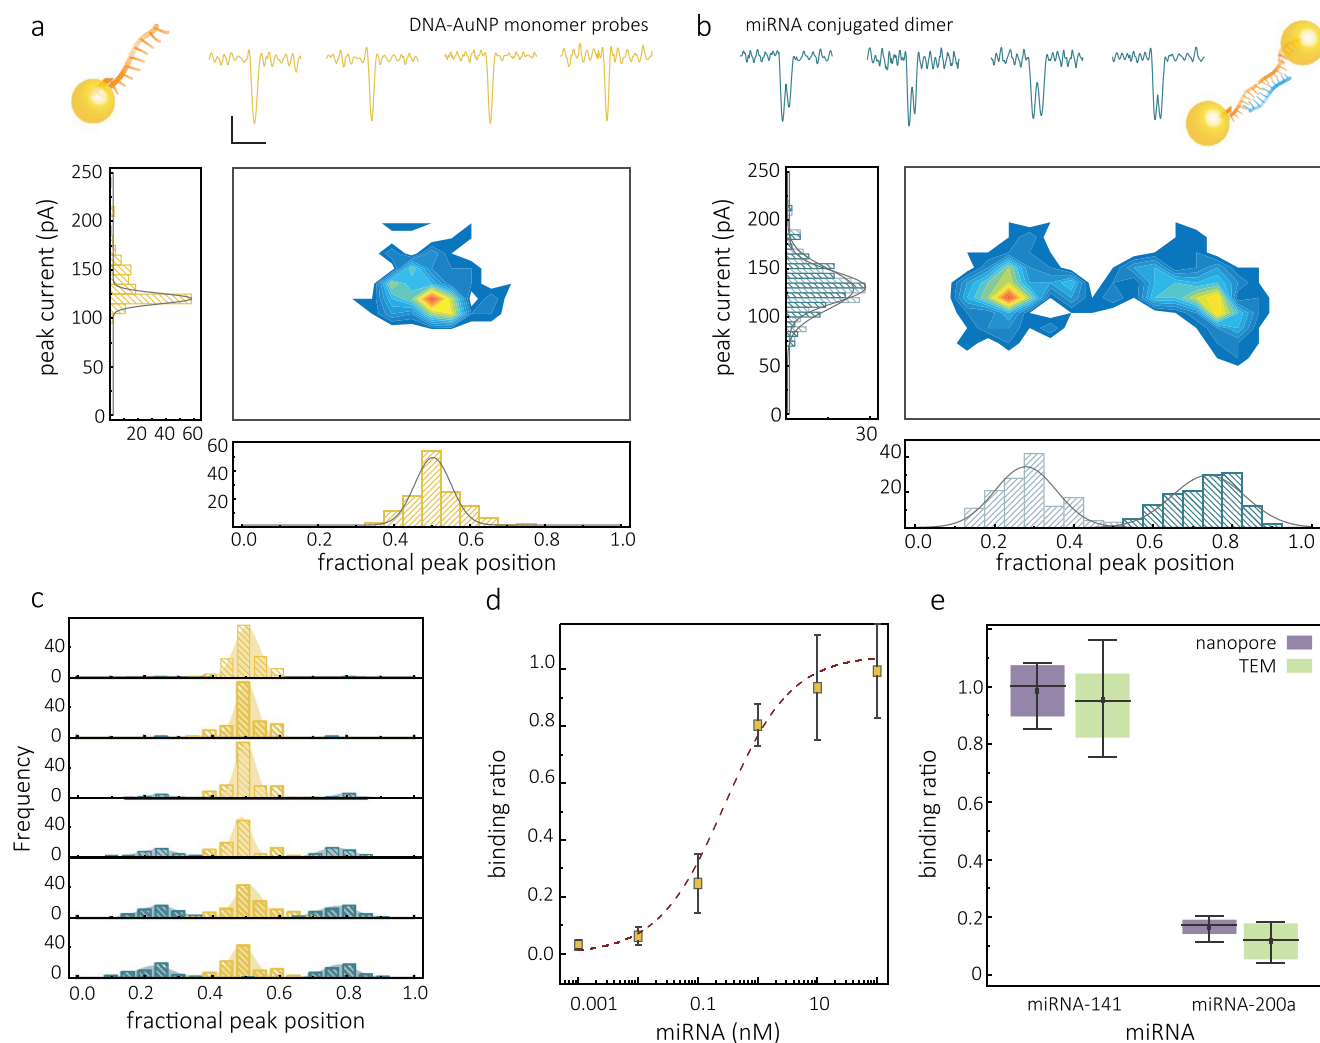 a
DNA-AuNP monomer probes
b
miRNA conjugated dimer
peak current (pA)
250
200
150
100
50
0
20 40 60
60
40
20
0.0 0.2 0.4 0.6 0.8 1.0
fractional peak position
peak current (pA)
250
200
150
100
50
0
30
40
20
0.0 0.2 0.4 0.6 0.8 1.0
fractional peak position
c
Frequency
40
0
40
0
40
0
40
0
40
0
40
0
0.0 0.2 0.4 0.6 0.8 1.0
fractional peak position
d
binding ratio
1.0
0.8
0.6
0.4
0.2
0.0
0.001 0.1 10
miRNA (nM)
e
nanopore
TEM
binding ratio
1.0
0.8
0.6
0.4
0.2
0
miRNA-141 miRNA-200a
miRNA